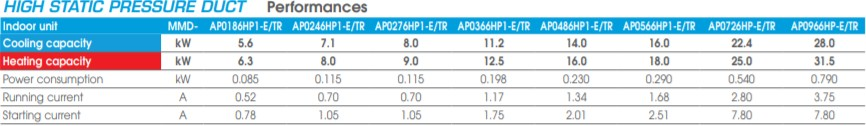 HIGH STATIC PRESSURE DUCT Performances
Indoor unit MMD- AP0186HP1-E/TR AP0246HP1-E/TR AP0276HP1-E/TR AP0366HP1-E/TR AP0486HP1-E/TR AP0566HP1-E/TR AP0726HP-E/TR AP0966HP-E/TR
Cooling capacity kW 5.6 7.1 8.0 11.2 14.0 16.0 22.4 28.0
Heating capacity kW 6.3 8.0 9.0 12.5 16.0 18.0 25.0 31.5
Power consumption kW 0.085 0.115 0.115 0.198 0.230 0.290 0.540 0.790
Running current A 0.52 0.70 0.70 1.17 1.34 1.68 2.80 3.75
Starting current A 0.78 1.05 1.05 1.75 2.01 2.51 7.80 7.80